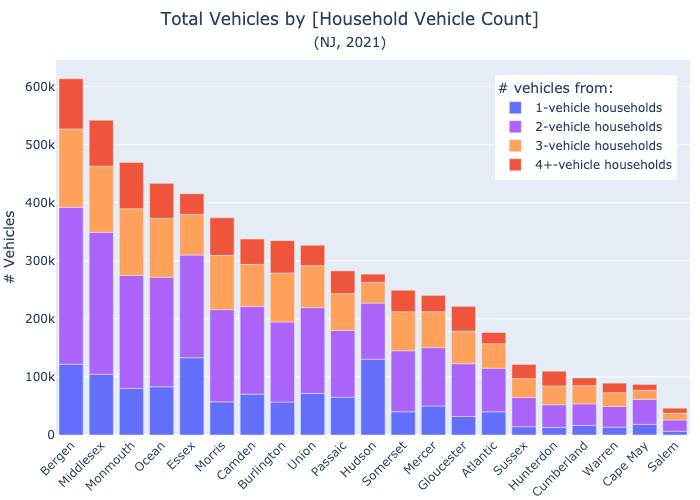 Total Vehicles by [Household Vehicle Count]
(NJ, 2021)
# vehicles from:
1-vehicle households
2-vehicle households
3-vehicle households
4+-vehicle households
# Vehicles
600k
500k
400k
300k
200k
100k
0
Bergen
Middlesex
Monmouth
Ocean
Essex
Morris
Camden
Burlington
Union
Passaic
Hudson
Somerset
Mercer
Gloucester
Atlantic
Sussex
Hunterdon
Cumberland
Warren
Cape May
Salem